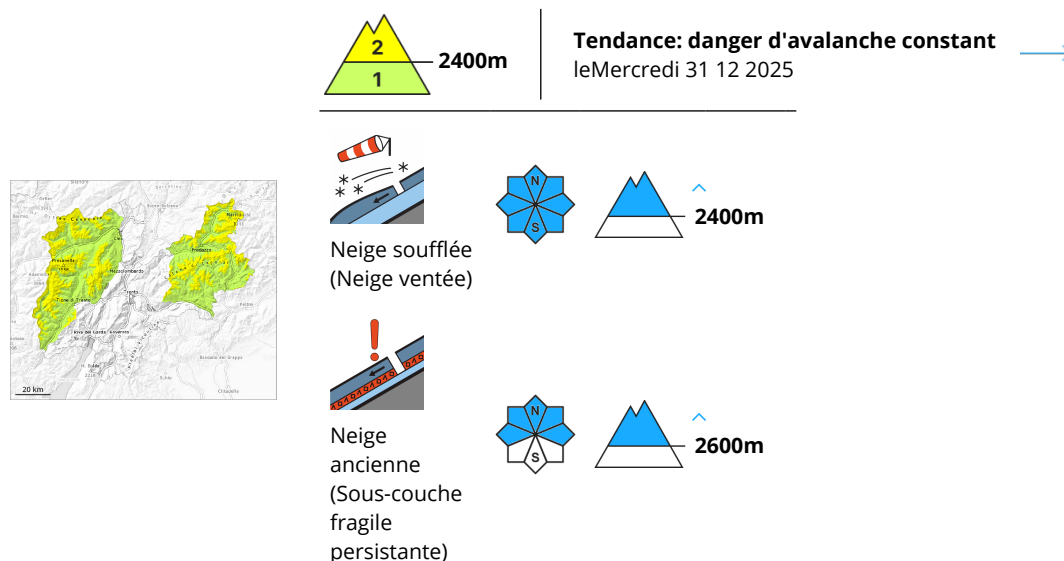 2
2400m
1
Tendance: danger d'avalanche constant
leMercredi 31 12 2025
N
S
2400m
Neige soufflée
(Neige ventée)
20 km
N
S
2600m
Neige
ancienne
(Sous-couche
fragile
persistante)